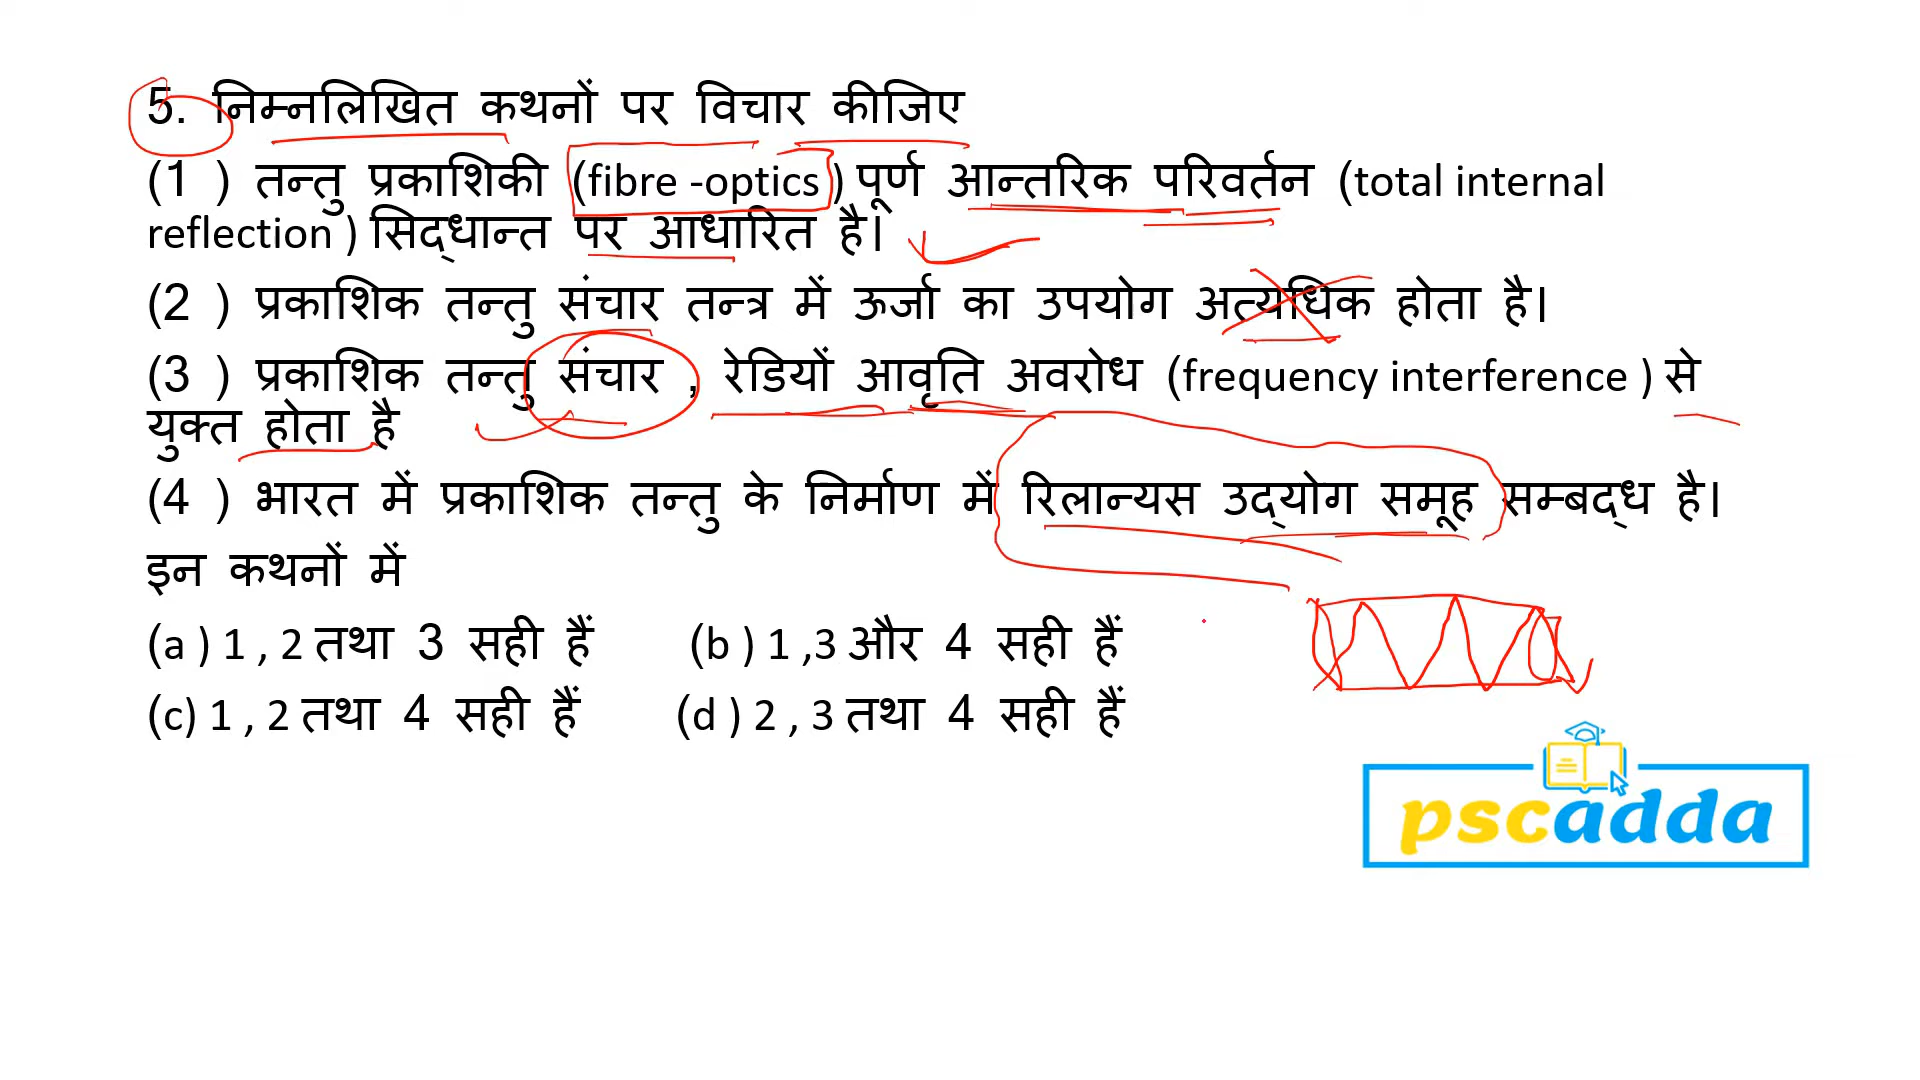 5. निम्नलिखित कथनों पर विचार कीजिए
(1 ) तन्तु प्रकाशिकी (fibre -optics ) पूर्ण आन्तरिक परिवर्तन (total internal
reflection ) सिद्धान्त पर आधारित है।
(2 ) प्रकाशिक तन्तु संचार तन्त्र में ऊर्जा का उपयोग अत्यधिक होता है।
(3 ) प्रकाशिक तन्तु संचार , रेडियों आवृति अवरोध (frequency interference ) से
युक्त होता है
(4 ) भारत में प्रकाशिक तन्तु के निर्माण में रिलान्यस उद्योग समूह सम्बद्ध है।
इन कथनों में
(a ) 1 , 2 तथा 3 सही हैं (b ) 1 ,3 और 4 सही हैं
(c) 1 , 2 तथा 4 सही हैं (d ) 2 , 3 तथा 4 सही हैं
pscadda